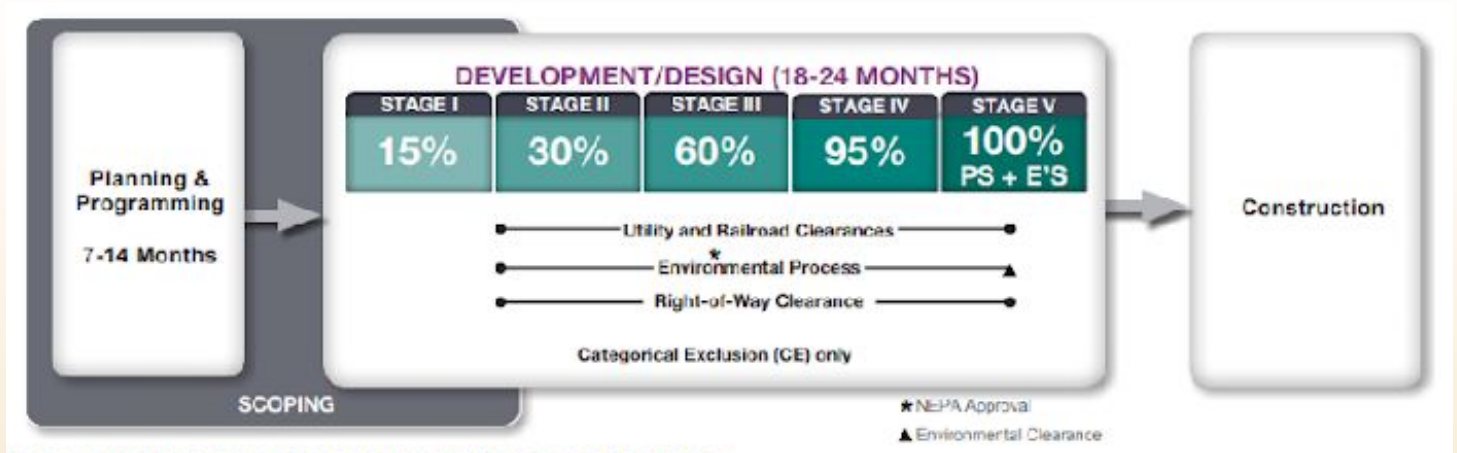 DEVELOPMENT/DESIGN (18-24 MONTHS)
STAGE I
STAGE II
STAGE III
STAGE IV
STAGE V
15%
30%
60%
95%
100%
PS + E'S
Planning &
Programming
7-14 Months
Utility and Railroad Clearances
*
Environmental Process
Right-of-Way Clearance
Categorical Exclusion (CE) only
Construction
SCOPING
★ NEPA Approval
▲ Environmental Clearance